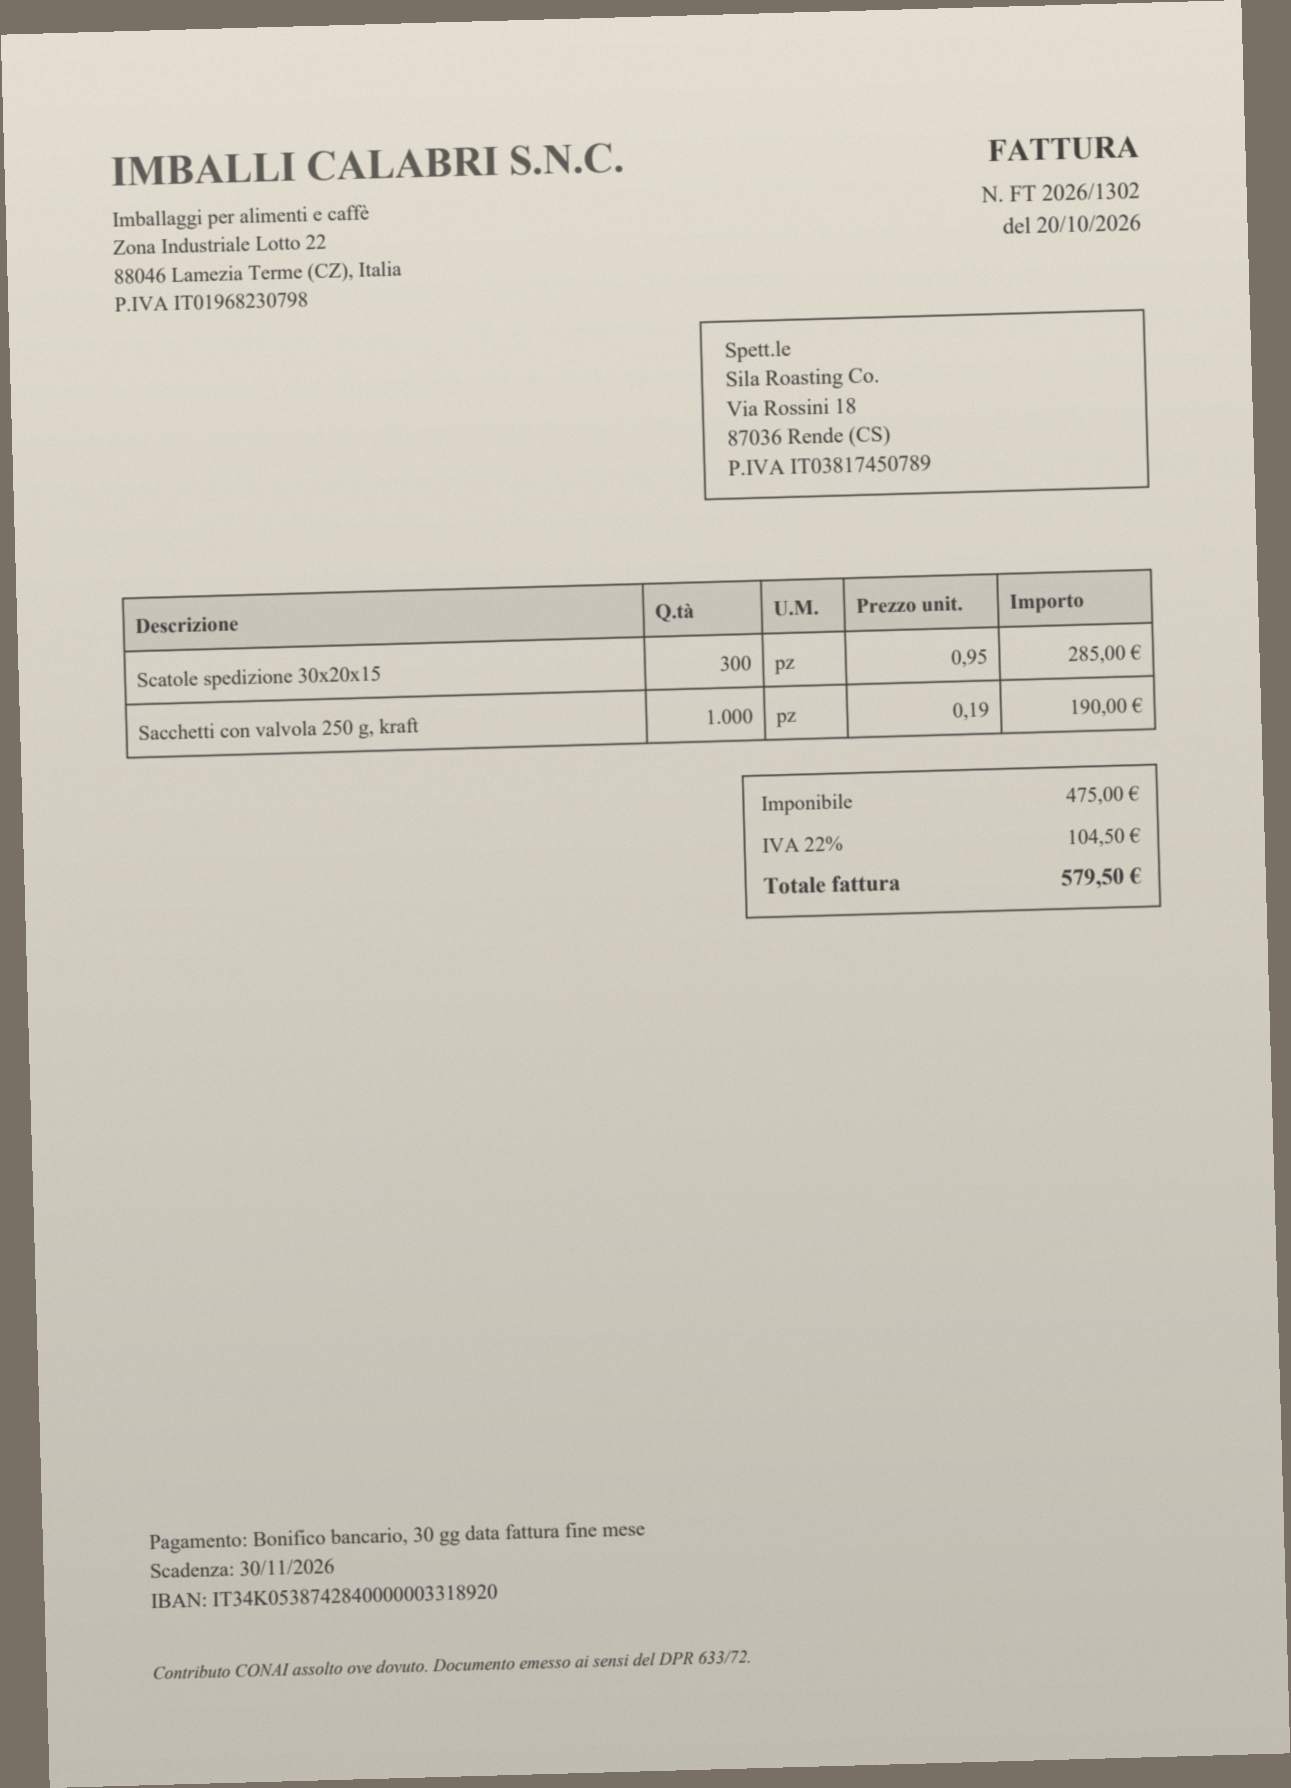 IMBALLI CALABRI S.N.C.
Imballaggi per alimenti e caffè
Zona Industriale Lotto 22
88046 Lamezia Terme (CZ), Italia
P.IVA IT01968230798
FATTURA
N. FT 2026/1302
del 20/10/2026
Spett.le
Sila Roasting Co.
Via Rossini 18
87036 Rende (CS)
P.IVA IT03817450789
Descrizione Q.tà U.M. Prezzo unit. Importo
Scatole spedizione 30x20x15 300 pz 0,95 285,00 €
Sacchetti con valvola 250 g, kraft 1.000 pz 0,19 190,00 €
Imponibile 475,00 €
IVA 22% 104,50 €
Totale fattura 579,50 €
Pagamento: Bonifico bancario, 30 gg data fattura fine mese
Scadenza: 30/11/2026
IBAN: IT34K0538742840000003318920
Contributo CONAI assolto ove dovuto. Documento emesso ai sensi del DPR 633/72.